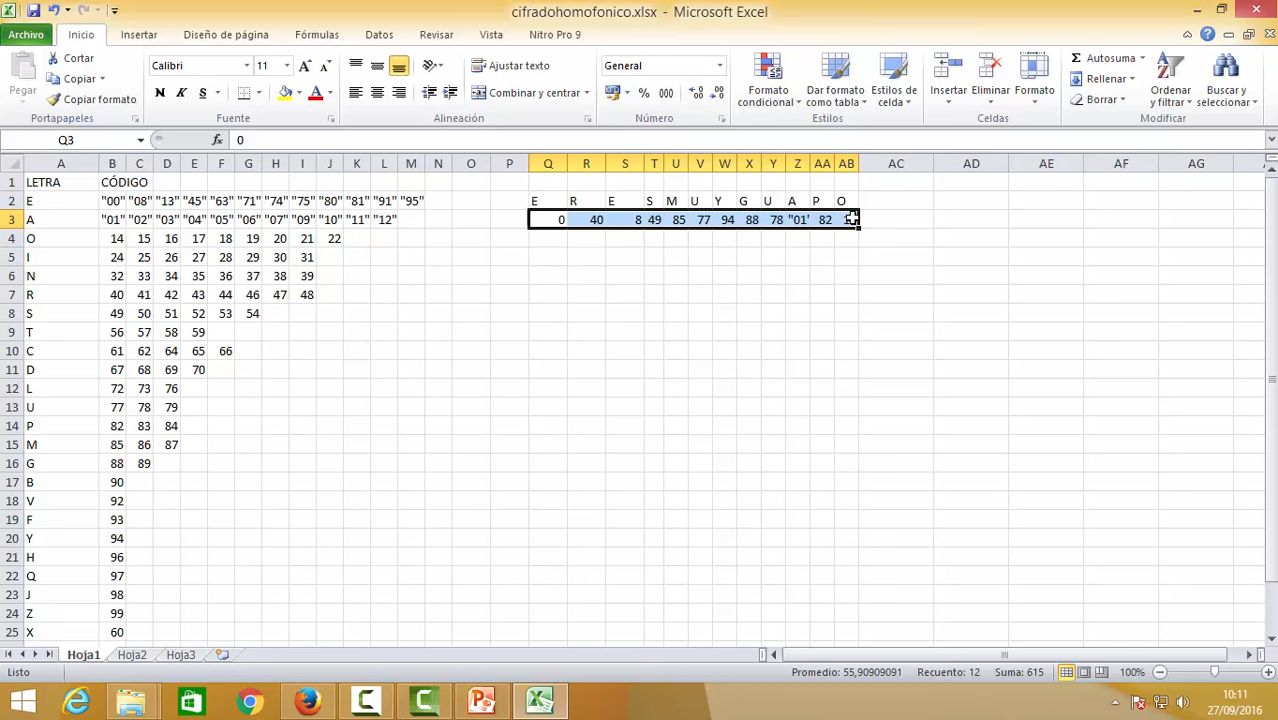 cifradohomofonico.xlsx - Microsoft Excel
Archivo Inicio Insertar Diseño de página Fórmulas Datos Revisar Vista Nitro Pro 9
Pegar Cortar Copiar Copiar formato
Calibri 11
N K S
Ajustar texto
Combinar y centrar
General
% 000
Formato condicional Dar formato como tabla Estilos de celda
Insertar Eliminar Formato
Σ Autosuma Rellenar Borrar
Ordenar y filtrar Buscar y seleccionar
Portapapeles Fuente Alineación Número Estilos Celdas Modificar
Q3 fx 0
A B C D E F G H I J K L M N O P Q R S T U V W X Y Z AA AB AC AD AE AF AG
1 LETRA CÓDIGO
2 E "00" "08" "13" "45" "63" "71" "74" "75" "80" "81" "91" "95" E R E S M U Y G U A P O
3 A "01" "02" "03" "04" "05" "06" "07" "09" "10" "11" "12" 0 40 8 49 85 77 94 88 78 "01' 82
4 O 14 15 16 17 18 19 20 21 22
5 I 24 25 26 27 28 29 30 31
6 N 32 33 34 35 36 37 38 39
7 R 40 41 42 43 44 46 47 48
8 S 49 50 51 52 53 54
9 T 56 57 58 59
10 C 61 62 64 65 66
11 D 67 68 69 70
12 L 72 73 76
13 U 77 78 79
14 P 82 83 84
15 M 85 86 87
16 G 88 89
17 B 90
18 V 92
19 F 93
20 Y 94
21 H 96
22 Q 97
23 J 98
24 Z 99
25 X 60
Hoja1 Hoja2 Hoja3
Listo Promedio: 55,90909091 Recuento: 12 Suma: 615 100%
10:11
27/09/2016